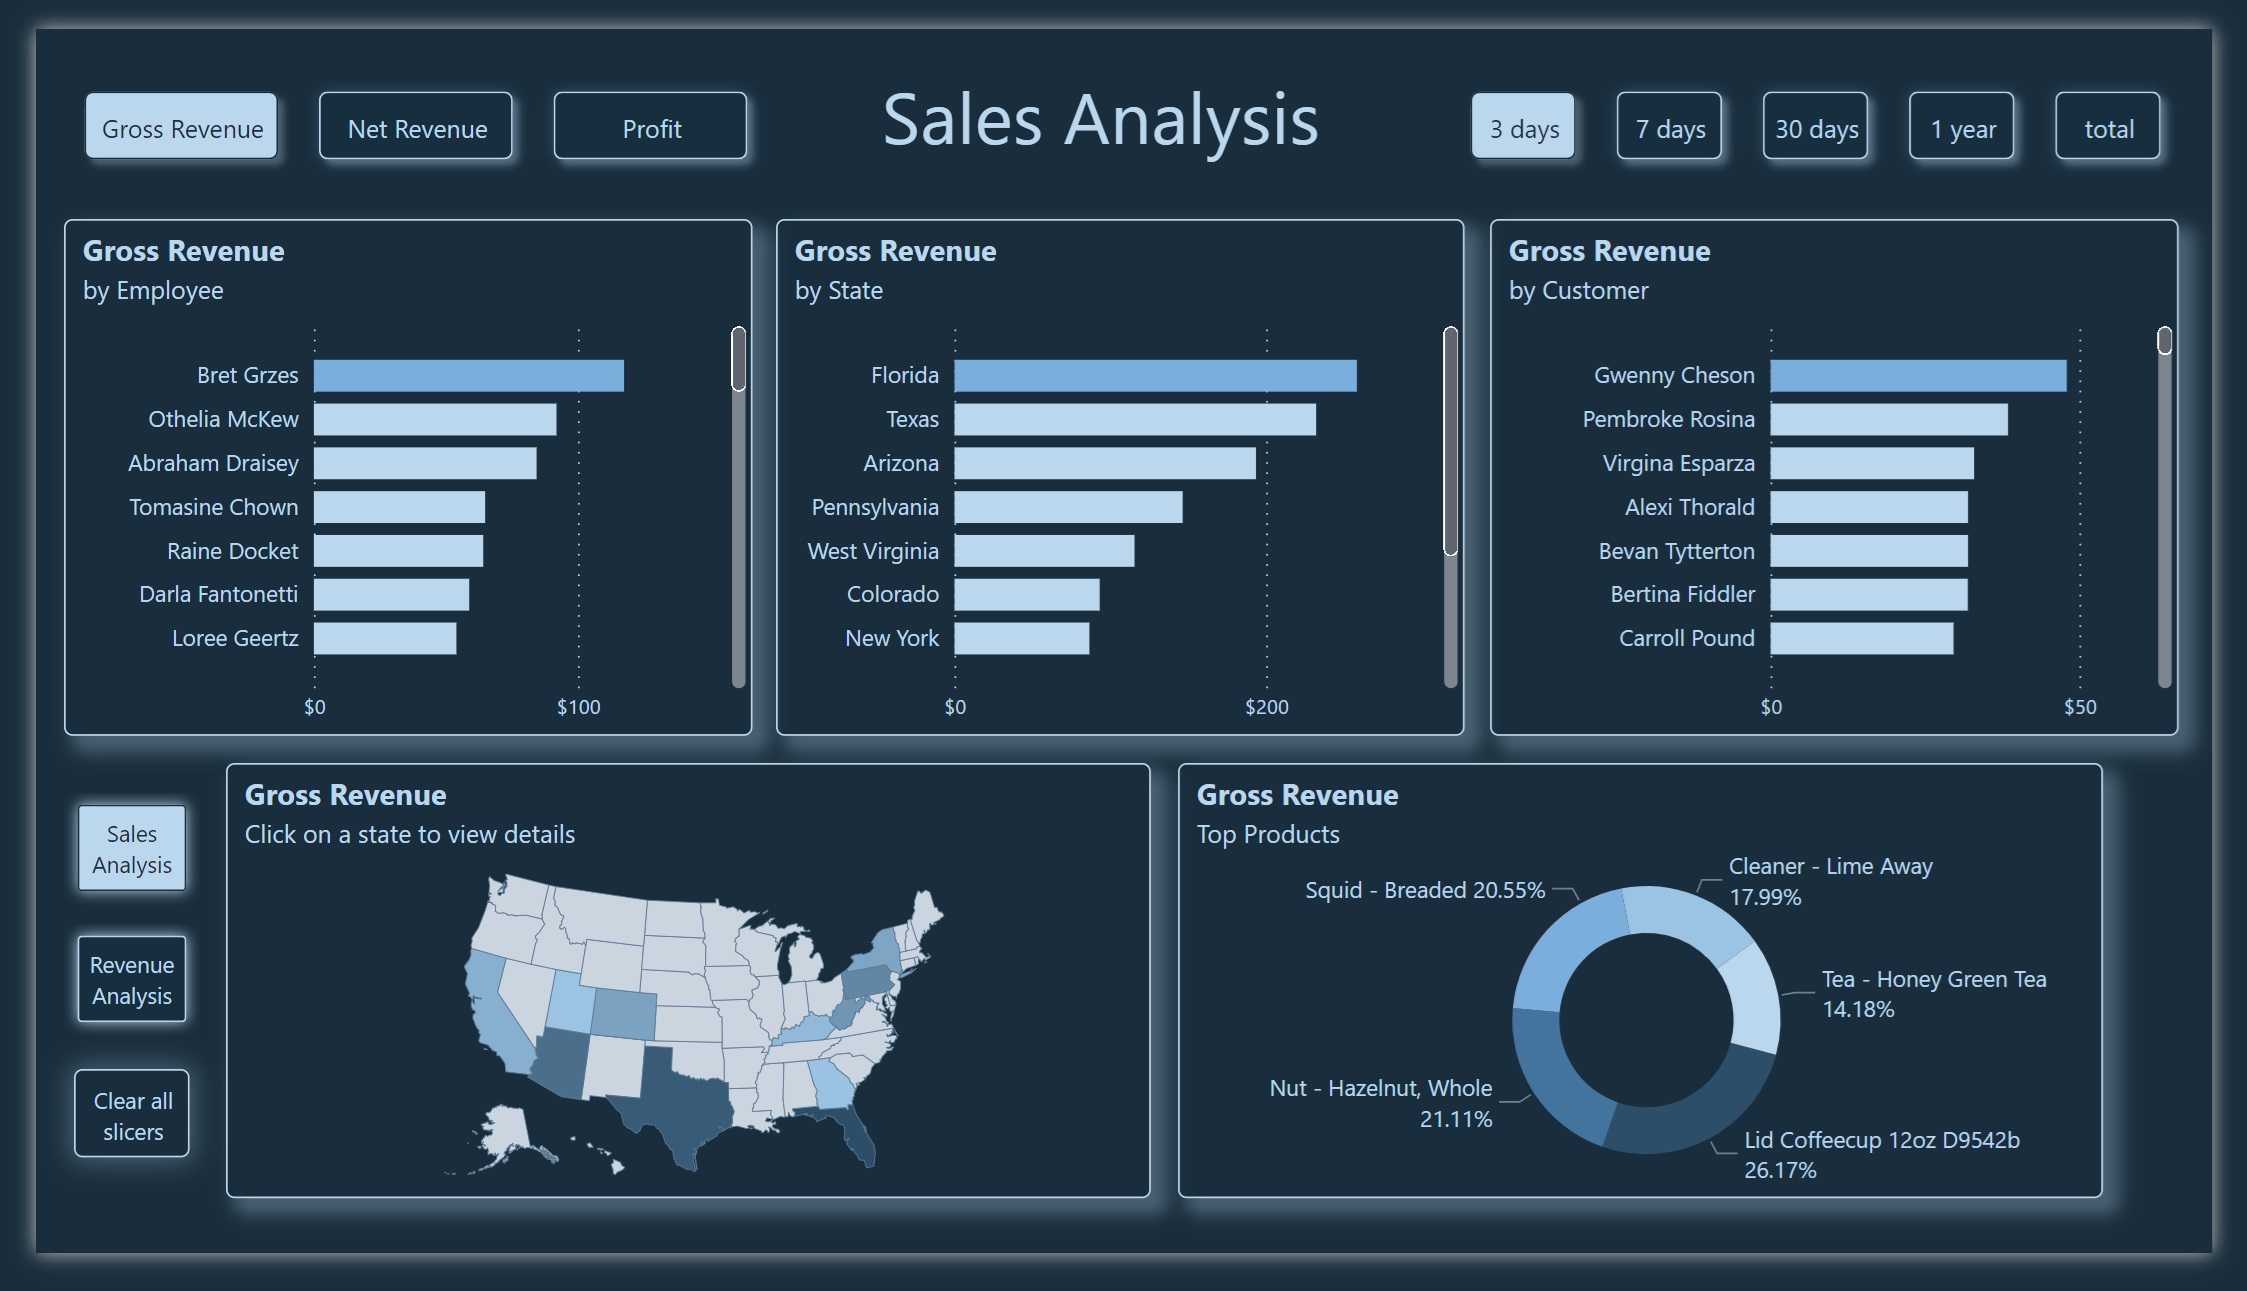 Gross Revenue
Net Revenue
Profit
Sales Analysis
3 days
7 days
30 days
1 year
total
Gross Revenue
by Employee
Bret Grzes
Othelia McKew
Abraham Draisey
Tomasine Chown
Raine Docket
Darla Fantonetti
Loree Geertz
$0
$100
Gross Revenue
by State
Florida
Texas
Arizona
Pennsylvania
West Virginia
Colorado
New York
$0
$200
Gross Revenue
by Customer
Gwenny Cheson
Pembroke Rosina
Virgina Esparza
Alexi Thorald
Bevan Tytterton
Bertina Fiddler
Carroll Pound
$0
$50
Sales
Analysis
Revenue
Analysis
Clear all
slicers
Gross Revenue
Click on a state to view details
Gross Revenue
Top Products
Cleaner - Lime Away
17.99%
Squid - Breaded 20.55%
Tea - Honey Green Tea
14.18%
Nut - Hazelnut, Whole
21.11%
Lid Coffeecup 12oz D9542b
26.17%